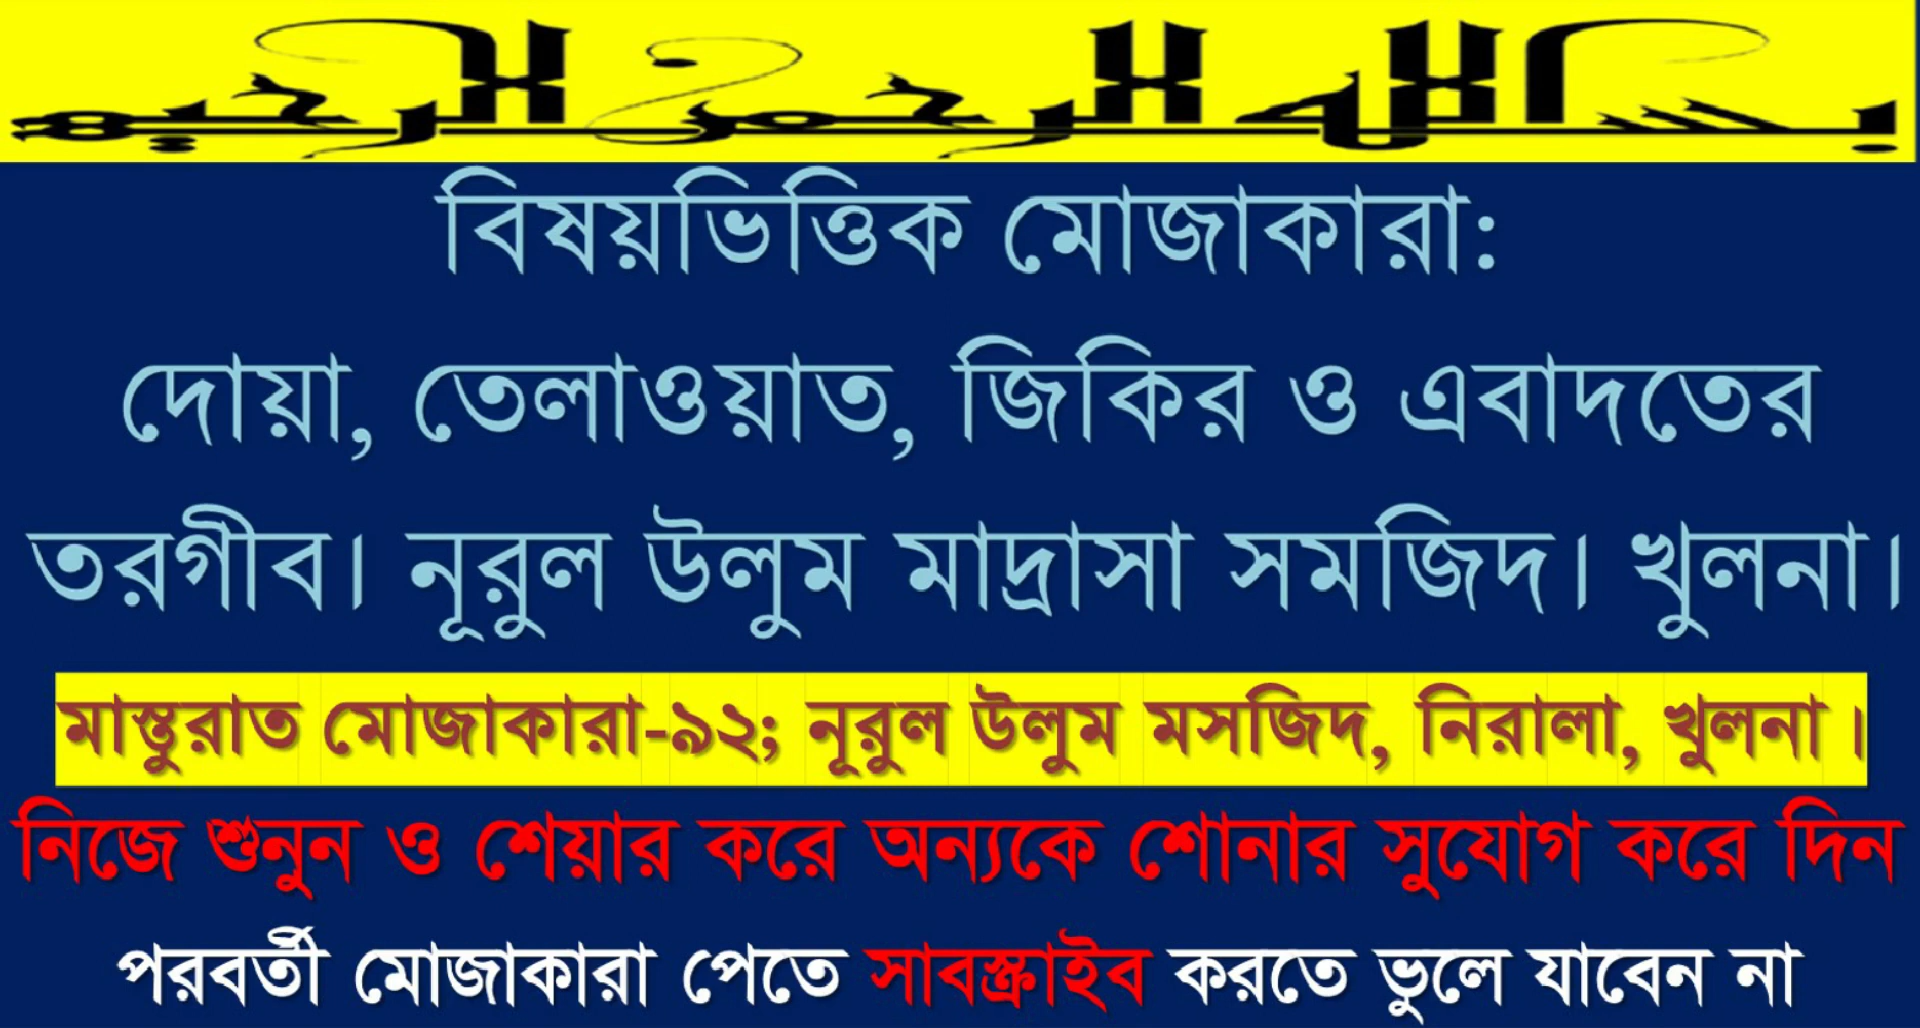 بسم الله الرحمن الرحيم
বিষয়ভিত্তিক মোজাকারা:
দোয়া, তেলাওয়াত, জিকির ও এবাদতের
তরগীব। নূরুল উলুম মাদ্রাসা সমজিদ। খুলনা।
মাস্তুরাত মোজাকারা-৯২; নূরুল উলুম মসজিদ, নিরালা, খুলনা।
নিজে শুনুন ও শেয়ার করে অন্যকে শোনার সুযোগ করে দিন
পরবর্তী মোজাকারা পেতে সাবস্ক্রাইব করতে ভুলে যাবেন না